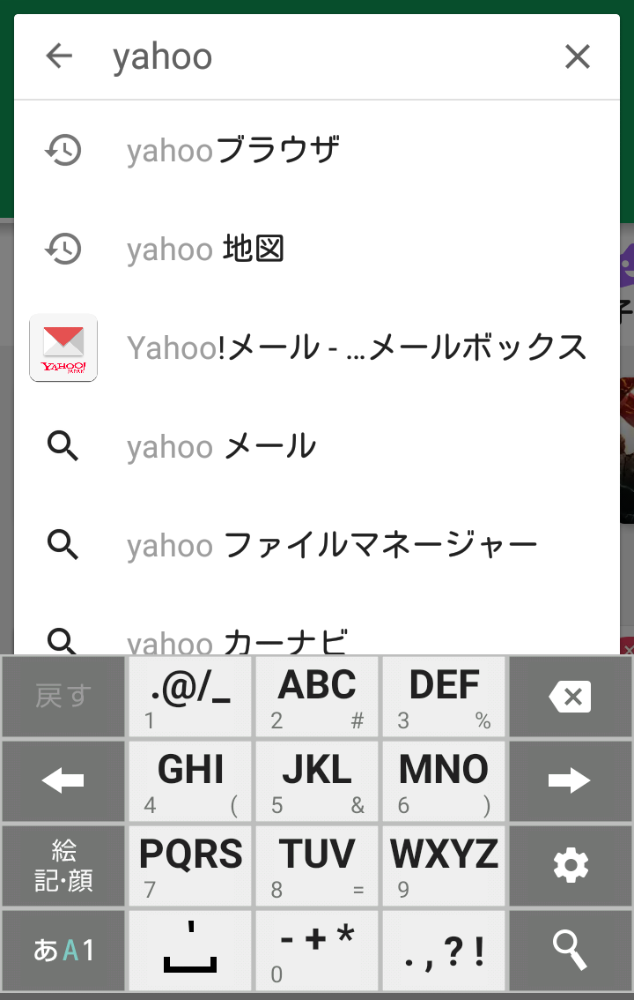 yahoo
yahooブラウザ
yahoo 地図
YAHOO! JAPAN
Yahoo!メール - ...メールボックス
yahoo メール
yahoo ファイルマネージャー
yahoo カーナビ
子
戻す
.@/_
1
ABC
2 #
DEF
3 %
GHI
4 (
JKL
5 &
MNO
6 )
絵
記・顔
PQRS
7
TUV
8 =
WXYZ
9
あA1
'
- + *
0
. , ? !